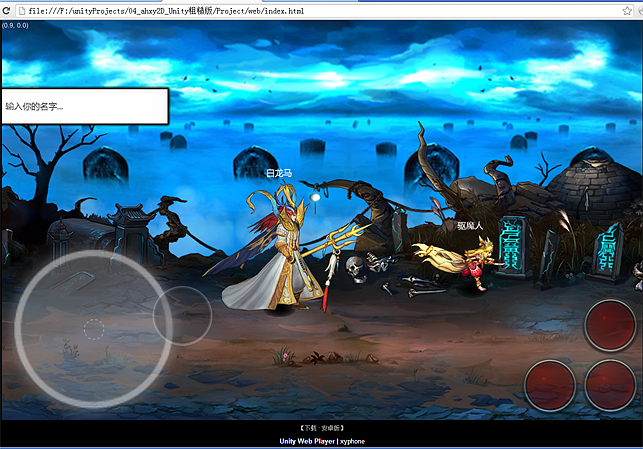 file:///F:/unityProjects/04_ahxy2D_Unity粗糙版/Project/web/index.html
(0.9, 0.0)
输入你的名字...
白龙马
驱魔人
【下载 · 安卓版】
Unity Web Player | xyphone